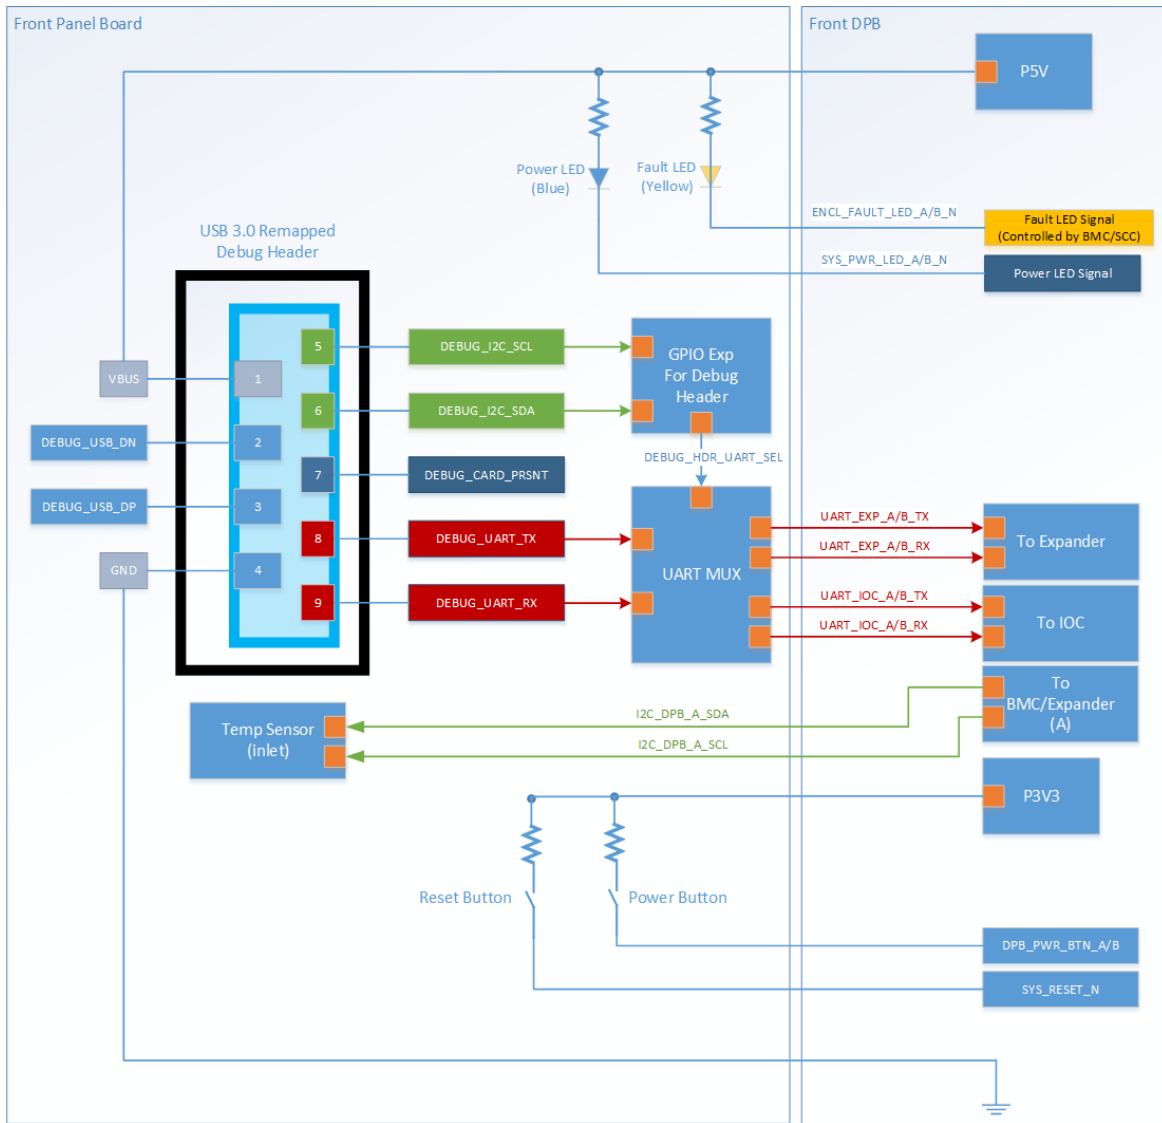 Front Panel Board
Front DPB
P5V
Power LED
(Blue)
Fault LED
(Yellow)
ENCL_FAULT_LED_A/B_N
Fault LED Signal
(Controlled by BMC/SCC)
SYS_PWR_LED_A/B_N
Power LED Signal
USB 3.0 Remapped
Debug Header
5
DEBUG_I2C_SCL
GPIO Exp
For Debug
Header
VBUS
1
6
DEBUG_I2C_SDA
DEBUG_USB_DN
2
7
DEBUG_CARD_PRSNT
DEBUG_HDR_UART_SEL
DEBUG_USB_DP
3
8
DEBUG_UART_TX
UART MUX
UART_EXP_A/B_TX
UART_EXP_A/B_RX
To Expander
GND
4
9
DEBUG_UART_RX
UART_IOC_A/B_TX
UART_IOC_A/B_RX
To IOC
Temp Sensor
(inlet)
I2C_DPB_A_SDA
I2C_DPB_A_SCL
To
BMC/Expander
(A)
P3V3
Reset Button
Power Button
DPB_PWR_BTN_A/B
SYS_RESET_N